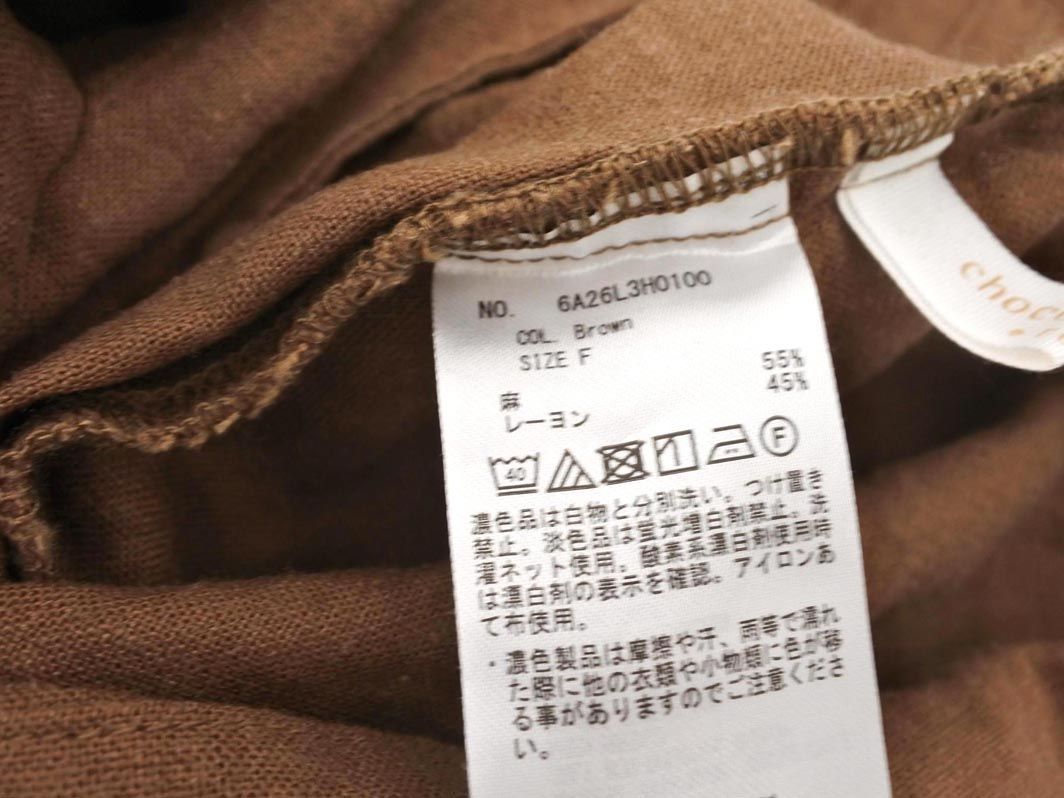 NO. 6A26L3H0100
COL. Brown
SIZE F
麻 55%
レーヨン 45%
40 F
濃色品は白物と分別洗い。つけ置き
禁止。淡色品は蛍光増白剤禁止。洗
濯ネット使用。酸素系漂白剤使用時
は漂白剤の表示を確認。アイロンあ
て布使用。
・濃色製品は摩擦や汗、雨等で濡れ
た際に他の衣類や小物類に色が移
る事がありますのでご注意くださ
い。
choc